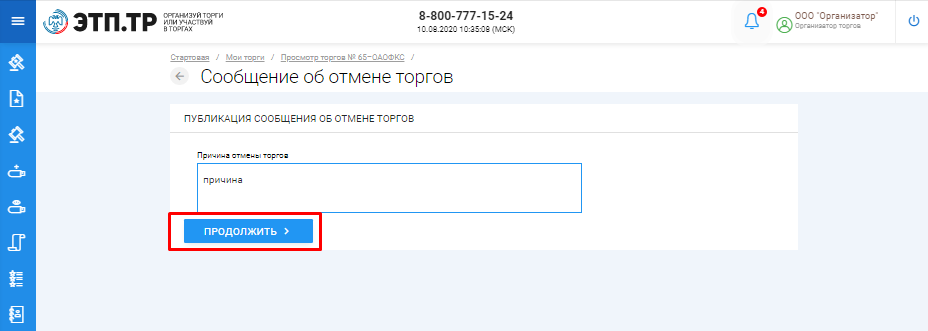 ЭТП.ТР
ОРГАНИЗУЙ ТОРГИ
ИЛИ УЧАСТВУЙ
В ТОРГАХ
8-800-777-15-24
10.08.2020 10:35:08 (МСК)
4
ООО "Организатор"
Организатор торгов
Стартовая / Мои торги / Просмотр торгов № 65-ОАОФКС /
Сообщение об отмене торгов
ПУБЛИКАЦИЯ СООБЩЕНИЯ ОБ ОТМЕНЕ ТОРГОВ
Причина отмены торгов
причина
ПРОДОЛЖИТЬ